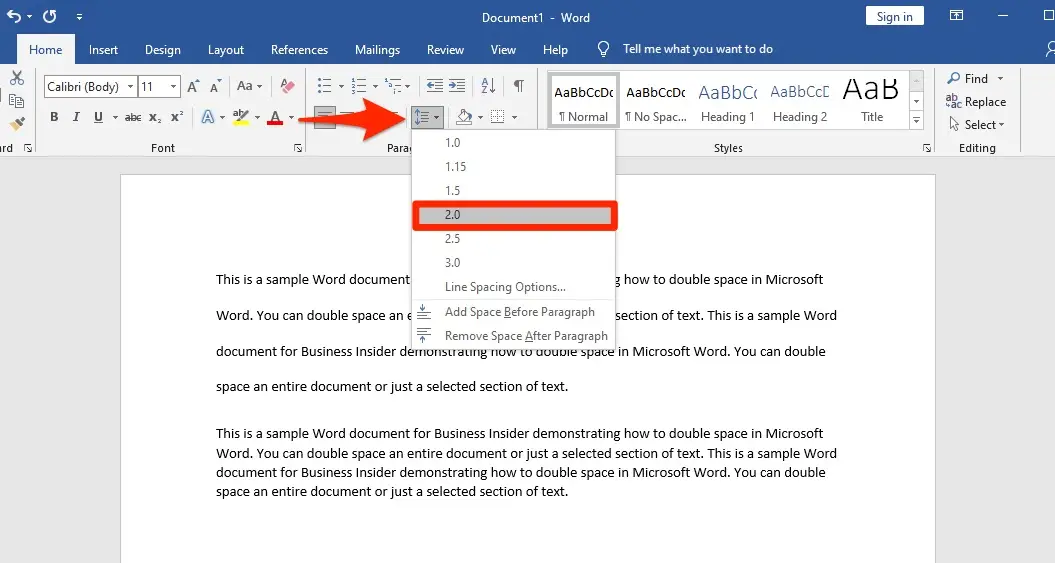 Document1 - Word
Sign in
Home Insert Design Layout References Mailings Review View Help Tell me what you want to do
Calibri (Body) 11 Aa
AaBbCcDc AaBbCcDc AaBbCc AaBbCcD AaB
Find
Replace
Select
B I U abc x₂ x² A ab A
¶ Normal ¶ No Spac... Heading 1 Heading 2 Title
rd Font Parag Styles Editing
1.0
1.15
1.5
2.0
2.5
3.0
Line Spacing Options...
Add Space Before Paragraph
Remove Space After Paragraph
This is a sample Word document g how to double space in Microsoft
Word. You can double space an e section of text. This is a sample Word
document for Business Insider demonstrating how to double space in Microsoft Word. You can double
space an entire document or just a selected section of text.
This is a sample Word document for Business Insider demonstrating how to double space in Microsoft
Word. You can double space an entire document or just a selected section of text. This is a sample Word
document for Business Insider demonstrating how to double space in Microsoft Word. You can double
space an entire document or just a selected section of text.